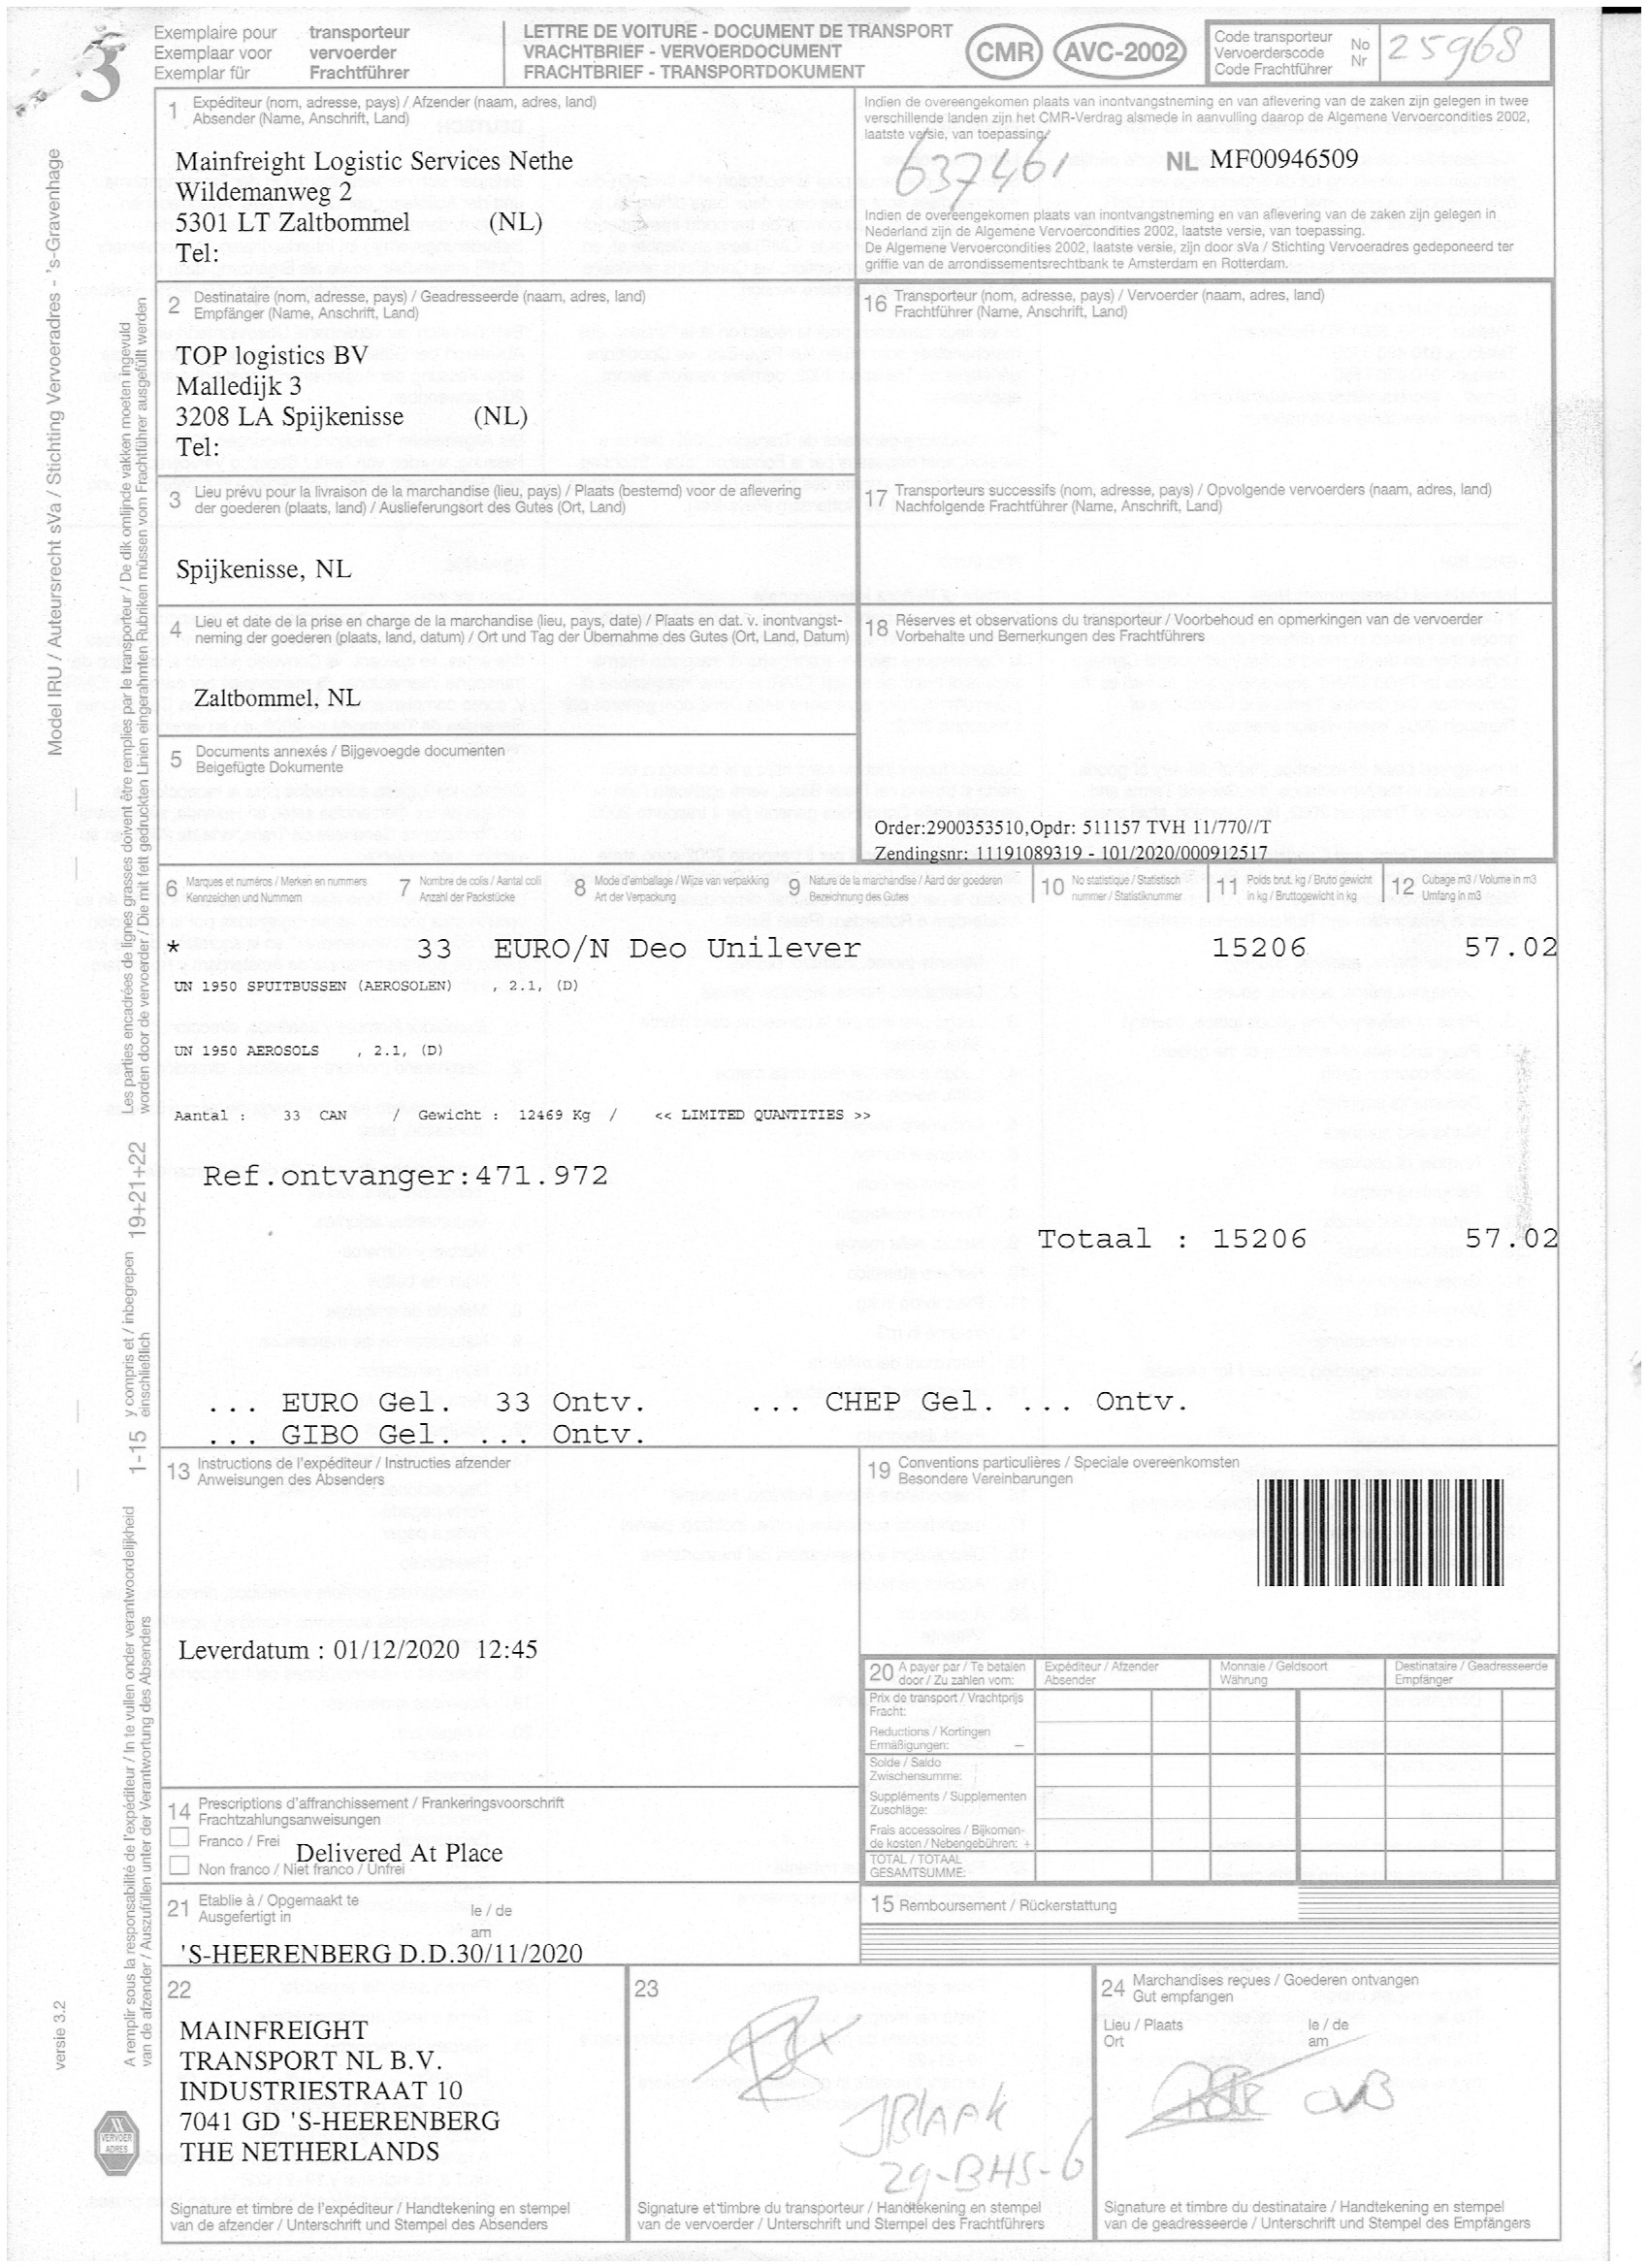 3
Exemplaire pour transporteur
Exemplaar voor vervoerder
Exemplar für Frachtführer
LETTRE DE VOITURE - DOCUMENT DE TRANSPORT
VRACHTBRIEF - VERVOERDOCUMENT
FRACHTBRIEF - TRANSPORTDOKUMENT
CMR AVC-2002
Code transporteur
Vervoerderscode
Code Frachtführer
No
Nr
25968
1 Expéditeur (nom, adresse, pays) / Afzender (naam, adres, land)
Absender (Name, Anschrift, Land)
Mainfreight Logistic Services Nethe
Wildemanweg 2
5301 LT Zaltbommel (NL)
Tel:
Indien de overeengekomen plaats van inontvangstneming en van aflevering van de zaken zijn gelegen in twee
verschillende landen zijn het CMR-Verdrag alsmede in aanvulling daarop de Algemene Vervoercondities 2002,
laatste versie, van toepassing.
637461
NL MF00946509
Indien de overeengekomen plaats van inontvangstneming en van aflevering van de zaken zijn gelegen in
Nederland zijn de Algemene Vervoercondities 2002, laatste versie, van toepassing.
De Algemene Vervoercondities 2002, laatste versie, zijn door sVa / Stichting Vervoeradres gedeponeerd ter
griffie van de arrondissementsrechtbank te Amsterdam en Rotterdam.
2 Destinataire (nom, adresse, pays) / Geadresseerde (naam, adres, land)
Empfänger (Name, Anschrift, Land)
TOP logistics BV
Malledijk 3
3208 LA Spijkenisse (NL)
Tel:
16 Transporteur (nom, adresse, pays) / Vervoerder (naam, adres, land)
Frachtführer (Name, Anschrift, Land)
3 Lieu prévu pour la livraison de la marchandise (lieu, pays) / Plaats (bestemd) voor de aflevering
der goederen (plaats, land) / Auslieferungsort des Gutes (Ort, Land)
Spijkenisse, NL
17 Transporteurs successifs (nom, adresse, pays) / Opvolgende vervoerders (naam, adres, land)
Nachfolgende Frachtführer (Name, Anschrift, Land)
4 Lieu et date de la prise en charge de la marchandise (lieu, pays, date) / Plaats en dat. v. inontvangst-
neming der goederen (plaats, land, datum) / Ort und Tag der Übernahme des Gutes (Ort, Land, Datum)
Zaltbommel, NL
18 Réserves et observations du transporteur / Voorbehoud en opmerkingen van de vervoerder
Vorbehalte und Bemerkungen des Frachtführers
5 Documents annexés / Bijgevoegde documenten
Beigefügte Dokumente
Order:2900353510,Opdr: 511157 TVH 11/770//T
Zendingsnr: 11191089319 - 101/2020/000912517
6 Marques et numéros / Merken en nummers
Kennzeichen und Nummern
7 Nombre de colis / Aantal colli
Anzahl der Packstücke
8 Mode d'emballage / Wijze van verpakking
Art der Verpackung
9 Nature de la marchandise / Aard der goederen
Bezeichnung des Gutes
10 No statistique / Statistisch
nummer / Statistiknummer
11 Poids brut. kg / Bruto gewicht
in kg / Bruttogewicht in kg
12 Cubage m3 / Volume in m3
Umfang in m3
* 33 EURO/N Deo Unilever 15206 57.02
UN 1950 SPUITBUSSEN (AEROSOLEN) , 2.1, (D)
UN 1950 AEROSOLS , 2.1, (D)
Aantal : 33 CAN / Gewicht : 12469 Kg / << LIMITED QUANTITIES >>
Ref.ontvanger:471.972
Totaal : 15206 57.02
... EURO Gel. 33 Ontv. ... CHEP Gel. ... Ontv.
... GIBO Gel. ... Ontv.
13 Instructions de l'expéditeur / Instructies afzender
Anweisungen des Absenders
Leverdatum : 01/12/2020 12:45
19 Conventions particulières / Speciale overeenkomsten
Besondere Vereinbarungen
20 A payer par / Te betalen
door / Zu zahlen vom:
Expéditeur / Afzender
Absender
Monnaie / Geldsoort
Währung
Destinataire / Geadresseerde
Empfänger
Prix de transport / Vrachtprijs
Fracht:
Reductions / Kortingen
Ermäßigungen: −
Solde / Saldo
Zwischensumme:
Suppléments / Supplementen
Zuschläge:
Frais accessoires / Bijkomen-
de kosten / Nebengebühren: +
TOTAL / TOTAAL
GESAMTSUMME:
14 Prescriptions d'affranchissement / Frankeringsvoorschrift
Frachtzahlungsanweisungen
Franco / Frei
Delivered At Place
Non franco / Niet franco / Unfrei
21 Etablie à / Opgemaakt te
Ausgefertigt in
le / de
am
'S-HEERENBERG D.D.30/11/2020
15 Remboursement / Rückerstattung
22
MAINFREIGHT
TRANSPORT NL B.V.
INDUSTRIESTRAAT 10
7041 GD 'S-HEERENBERG
THE NETHERLANDS
Signature et timbre de l'expéditeur / Handtekening en stempel
van de afzender / Unterschrift und Stempel des Absenders
23
JBlAAk
29-BHS-6
Signature et timbre du transporteur / Handtekening en stempel
van de vervoerder / Unterschrift und Stempel des Frachtführers
24 Marchandises reçues / Goederen ontvangen
Gut empfangen
Lieu / Plaats
Ort
le / de
am
CvB
Signature et timbre du destinataire / Handtekening en stempel
van de geadresseerde / Unterschrift und Stempel des Empfängers
Model IRU / Auteursrecht sVa / Stichting Vervoeradres - 's-Gravenhage
Les parties encadrées de lignes grasses doivent être remplies par le transporteur / De dik omlijnde vakken moeten ingevuld
worden door de vervoerder / Die mit fett gedruckten Linien eingerahmten Rubriken müssen vom Frachtführer ausgefüllt werden
19+21+22
y compris et / inbegrepen
einschließlich
1-15
A remplir sous la responsabilité de l'expéditeur / In te vullen onder verantwoordelijkheid
van de afzender / Auszufüllen unter der Verantwortung des Absenders
versie 3.2
VERVOER
ADRES